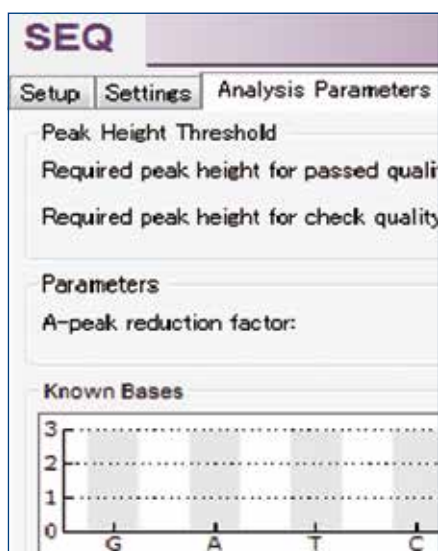 SEQ
Setup Settings Analysis Parameters
Peak Height Threshold
Required peak height for passed quali
Required peak height for check quality
Parameters
A-peak reduction factor:
Known Bases
3
2
1
0
G A T C